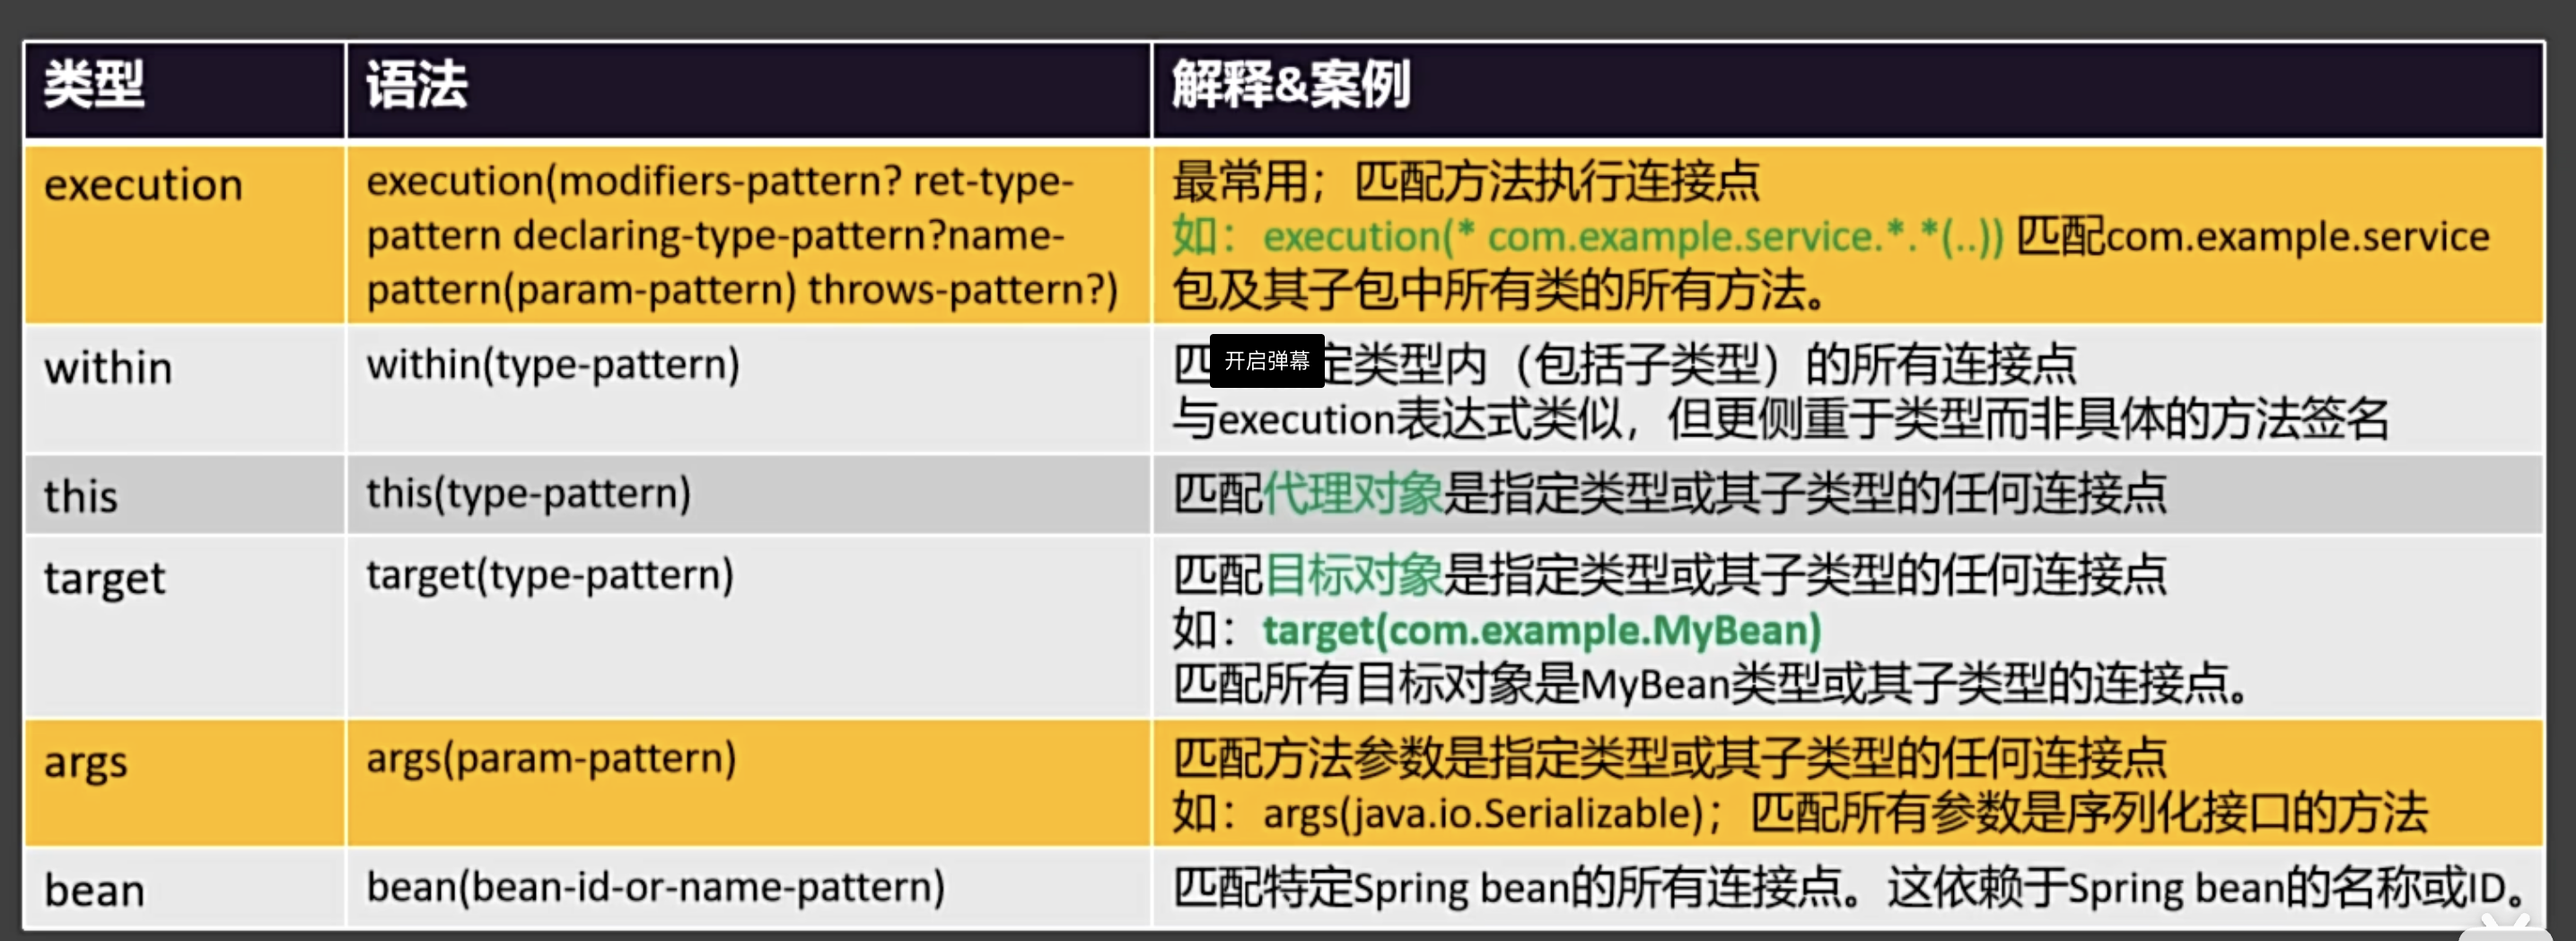 类型
语法
解释&案例
execution
execution(modifiers-pattern? ret-type-
pattern declaring-type-pattern?name-
pattern(param-pattern) throws-pattern?)
最常用；匹配方法执行连接点
如：execution(* com.example.service.*.*(..)) 匹配com.example.service
包及其子包中所有类的所有方法。
within
within(type-pattern)
匹
开启弹幕
定类型内（包括子类型）的所有连接点
与execution表达式类似，但更侧重于类型而非具体的方法签名
this
this(type-pattern)
匹配代理对象是指定类型或其子类型的任何连接点
target
target(type-pattern)
匹配目标对象是指定类型或其子类型的任何连接点
如：target(com.example.MyBean)
匹配所有目标对象是MyBean类型或其子类型的连接点。
args
args(param-pattern)
匹配方法参数是指定类型或其子类型的任何连接点
如：args(java.io.Serializable)；匹配所有参数是序列化接口的方法
bean
bean(bean-id-or-name-pattern)
匹配特定Spring bean的所有连接点。这依赖于Spring bean的名称或ID。